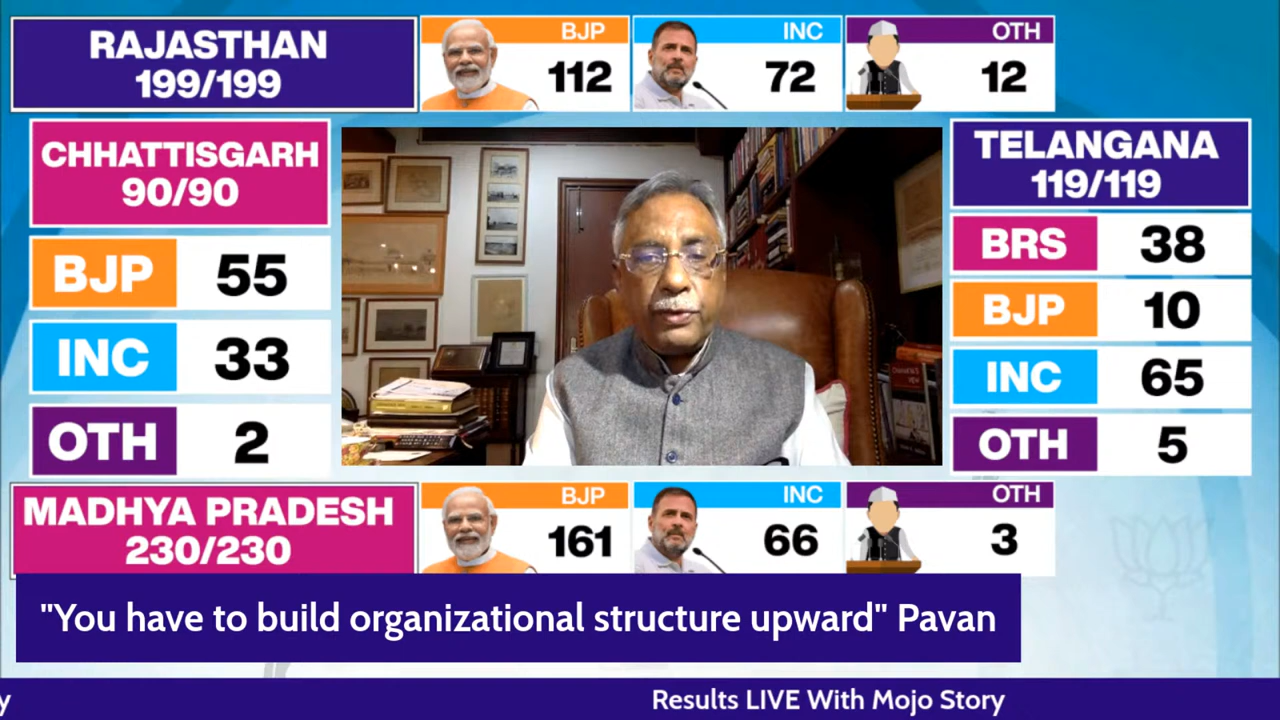 RAJASTHAN
199/199
BJP
112
INC
72
OTH
12
CHHATTISGARH
90/90
BJP 55
INC 33
OTH 2
TELANGANA
119/119
BRS 38
BJP 10
INC 65
OTH 5
MADHYA PRADESH
230/230
BJP
161
INC
66
OTH
3
"You have to build organizational structure upward" Pavan
y
Results LIVE With Mojo Story